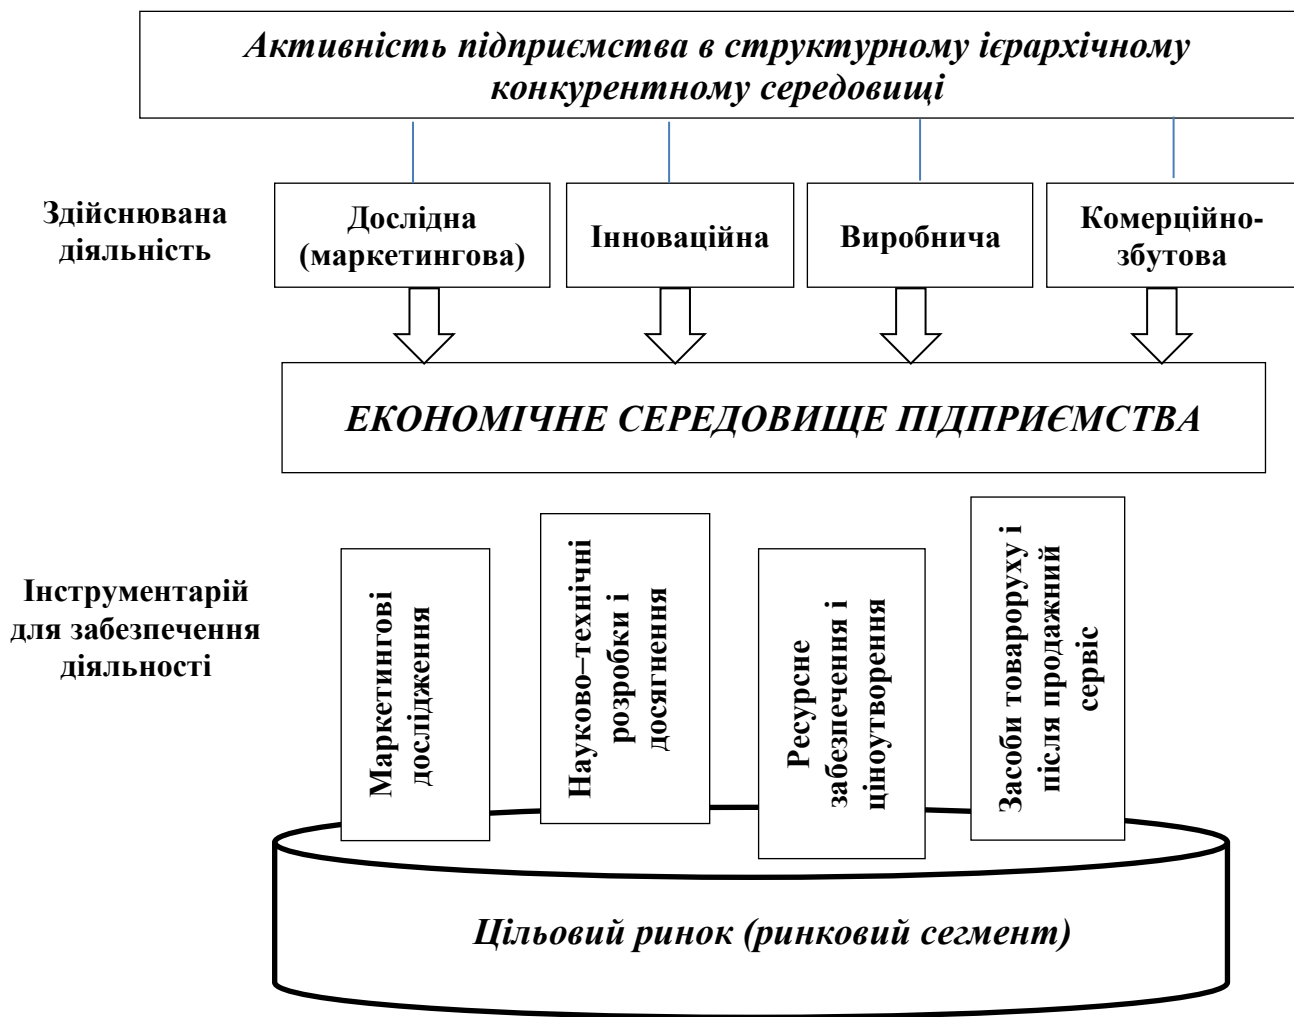 Активність підприємства в структурному ієрархічному
конкурентному середовищі
Здійснювана
діяльність
Дослідна
(маркетингова)
Інноваційна
Виробнича
Комерційно-
збутова
ЕКОНОМІЧНЕ СЕРЕДОВИЩЕ ПІДПРИЄМСТВА
Інструментарій
для забезпечення
діяльності
Маркетингові
дослідження
Науково–технічні
розробки і
досягнення
Ресурсне
забезпечення і
ціноутворення
Засоби товароруху і
після продажний
сервіс
Цільовий ринок (ринковий сегмент)